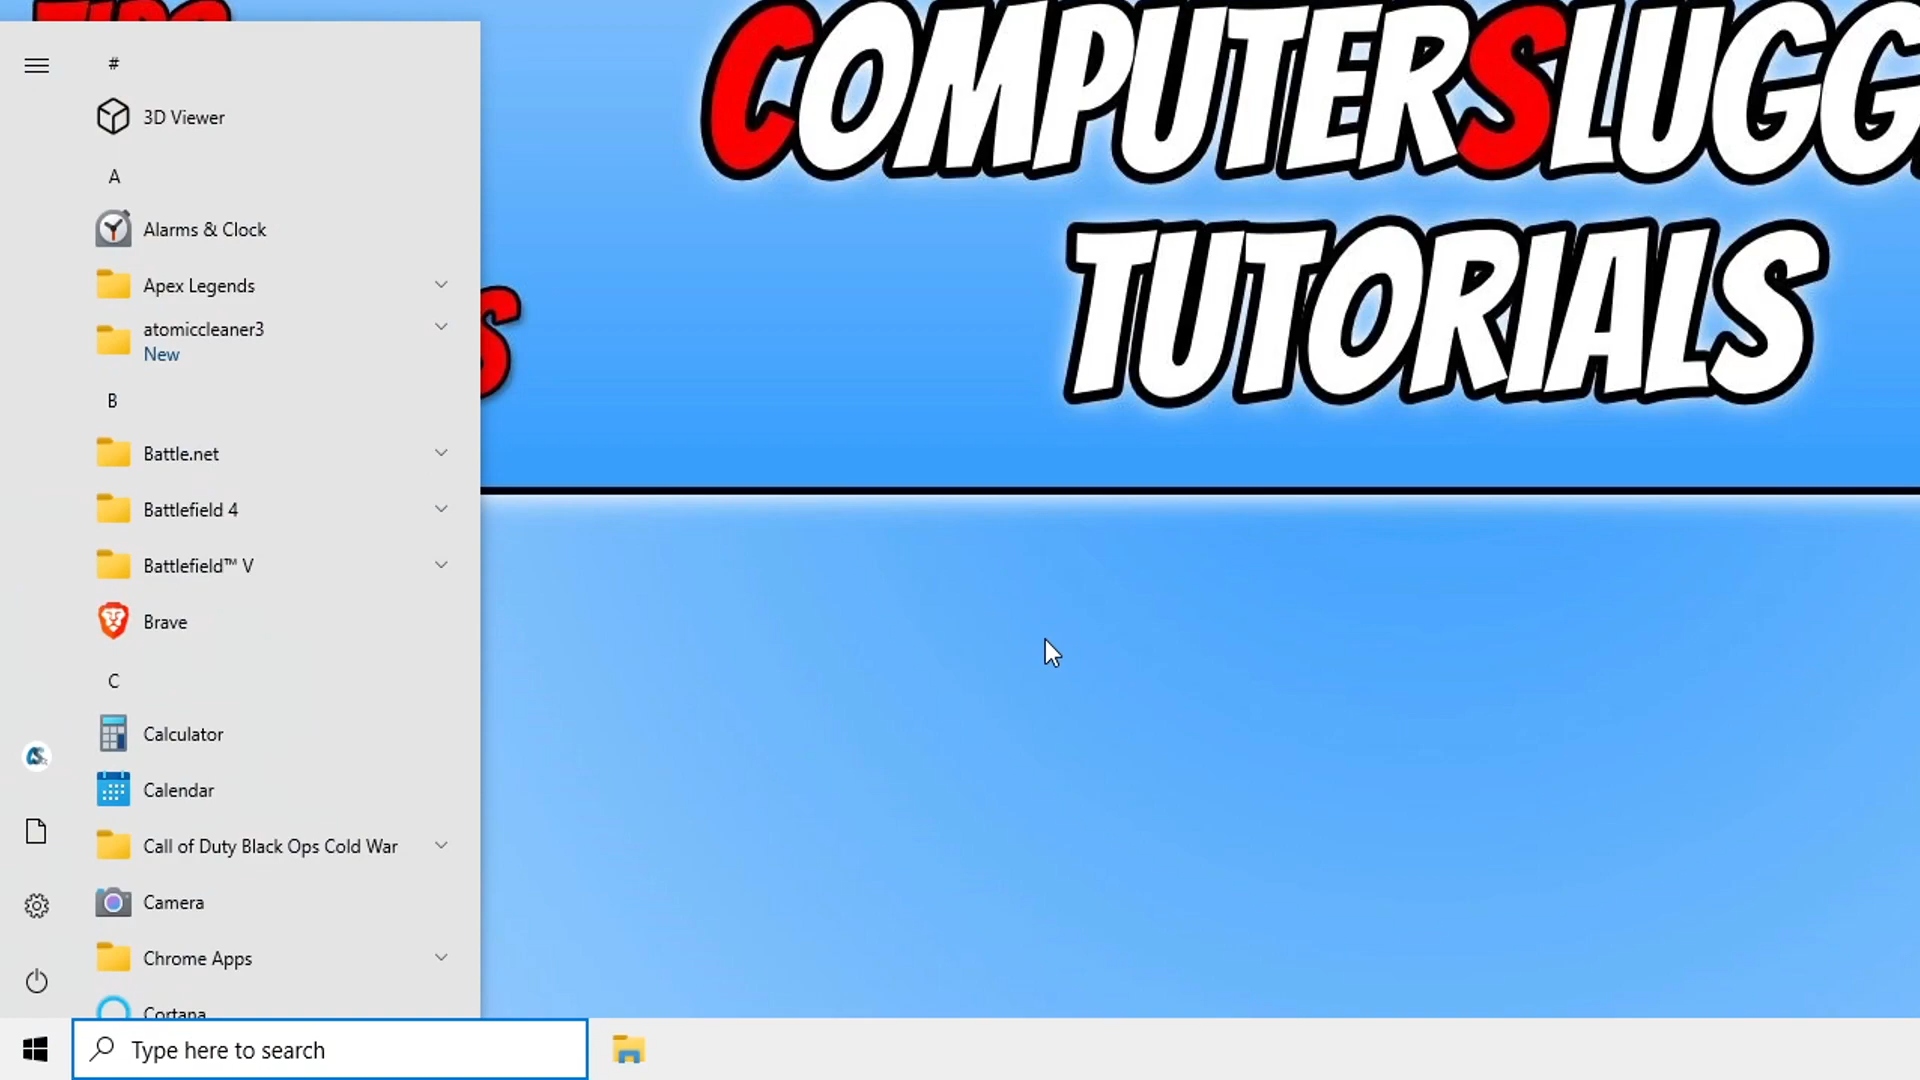 TIPS
COMPUTERSLUGG
TUTORIALS
S
#
3D Viewer
A
Alarms & Clock
Apex Legends
atomiccleaner3
New
B
Battle.net
Battlefield 4
Battlefield™ V
Brave
C
Calculator
Calendar
Call of Duty Black Ops Cold War
Camera
Chrome Apps
Cortana
Type here to search